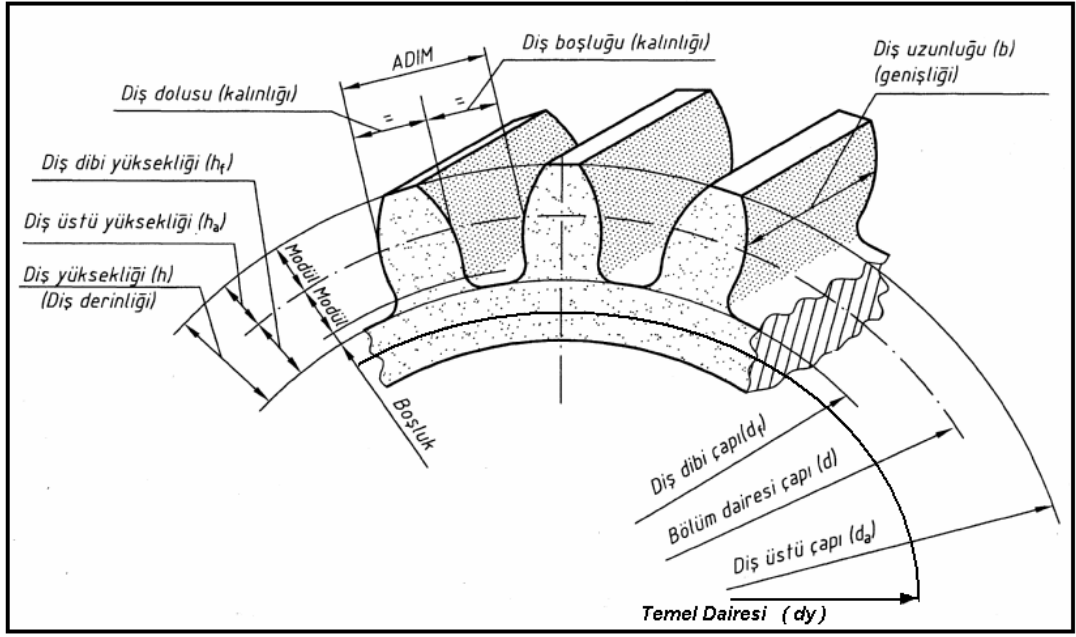 ADIM
Diş boşluğu (kalınlığı)
Diş uzunluğu (b)
(genişliği)
Diş dolusu (kalınlığı)
=
=
Diş dibi yüksekliği (hf)
Diş üstü yüksekliği (ha)
Diş yüksekliği (h)
(Diş derinliği)
Modül
Modül
Boşluk
Diş dibi çapı(df)
Bölüm dairesi çapı (d)
Diş üstü çapı (da)
Temel Dairesi ( dy)